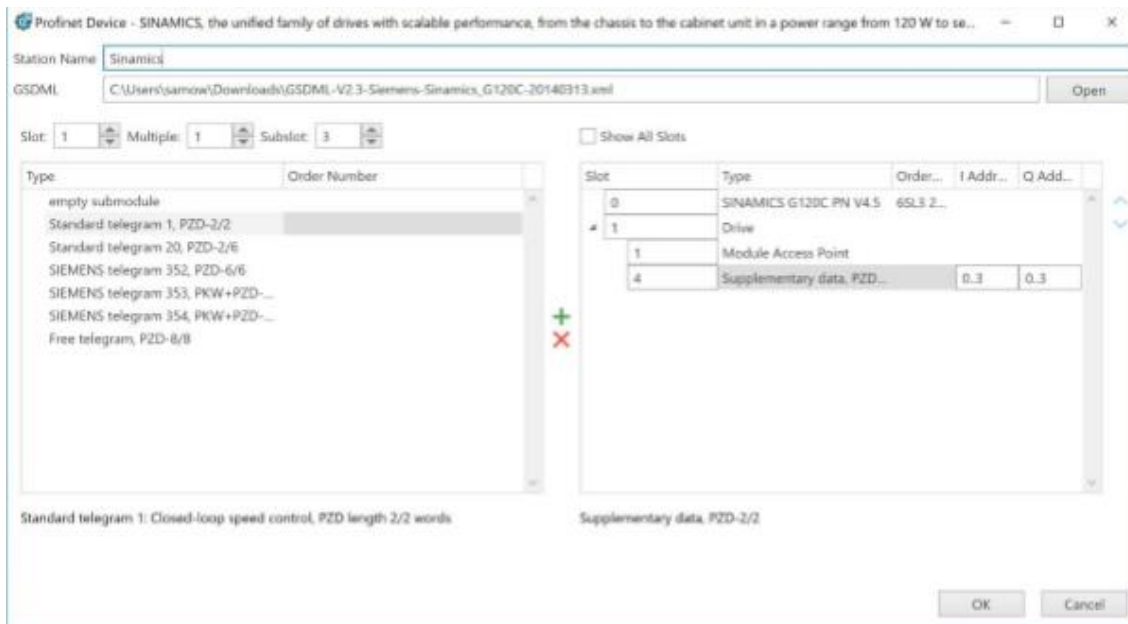 Profinet Device - SINAMICS, the unified family of drives with scalable performance, from the chassis to the cabinet unit in a power range from 120 W to se...
Station Name Sinamics
GSDML C:\Users\samow\Downloads\GSDML-V2.3-Siemens-Sinamics_G120C-20140313.xml Open
Slot: 1 Multiple: 1 Subslot: 3 Show All Slots
Type Order Number Slot Type Order... I Addr... Q Add...
empty submodule 0 SINAMICS G120C PN V4.5 6SL3 2...
Standard telegram 1, PZD-2/2 1 Drive
Standard telegram 20, PZD-2/6 1 Module Access Point
SIEMENS telegram 352, PZD-6/6 4 Supplementary data, PZD... 0..3 0..3
SIEMENS telegram 353, PKW+PZD-...
SIEMENS telegram 354, PKW+PZD-...
Free telegram, PZD-8/8
Standard telegram 1: Closed-loop speed control, PZD length 2/2 words Supplementary data, PZD-2/2
OK Cancel